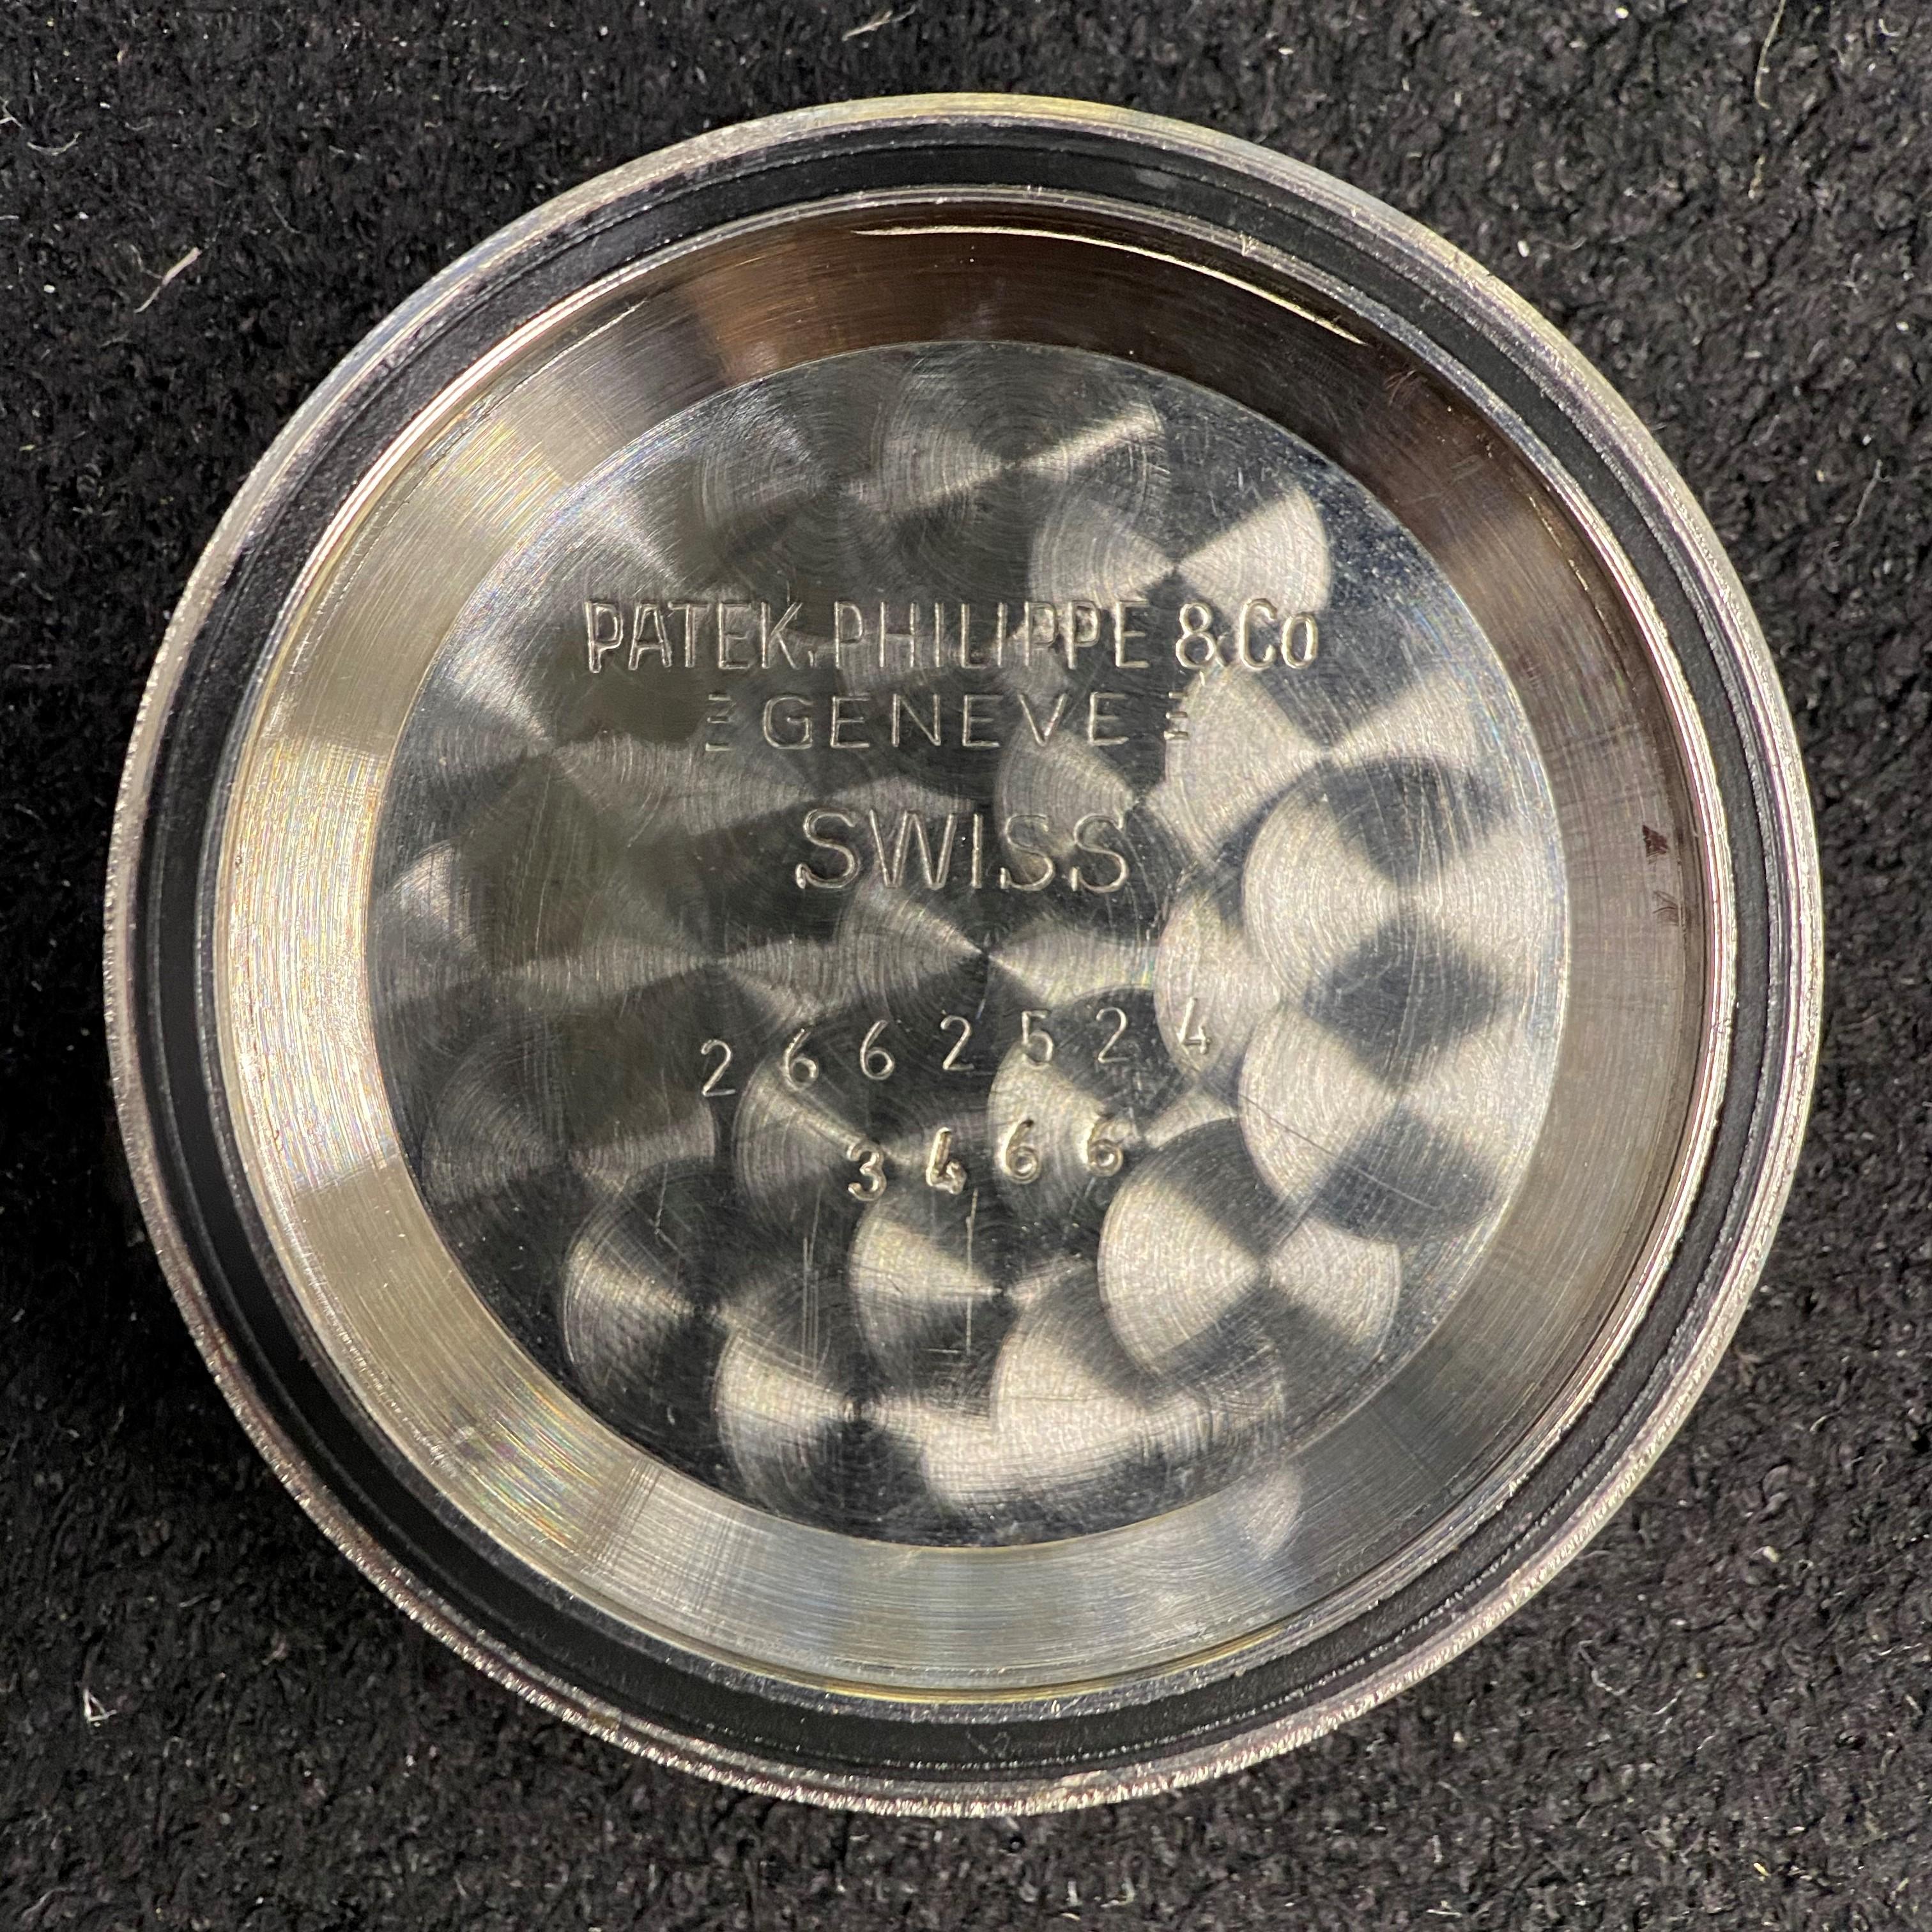 PATEK, PHILIPPE & Co
GENEVE
SWISS
2662524
3466